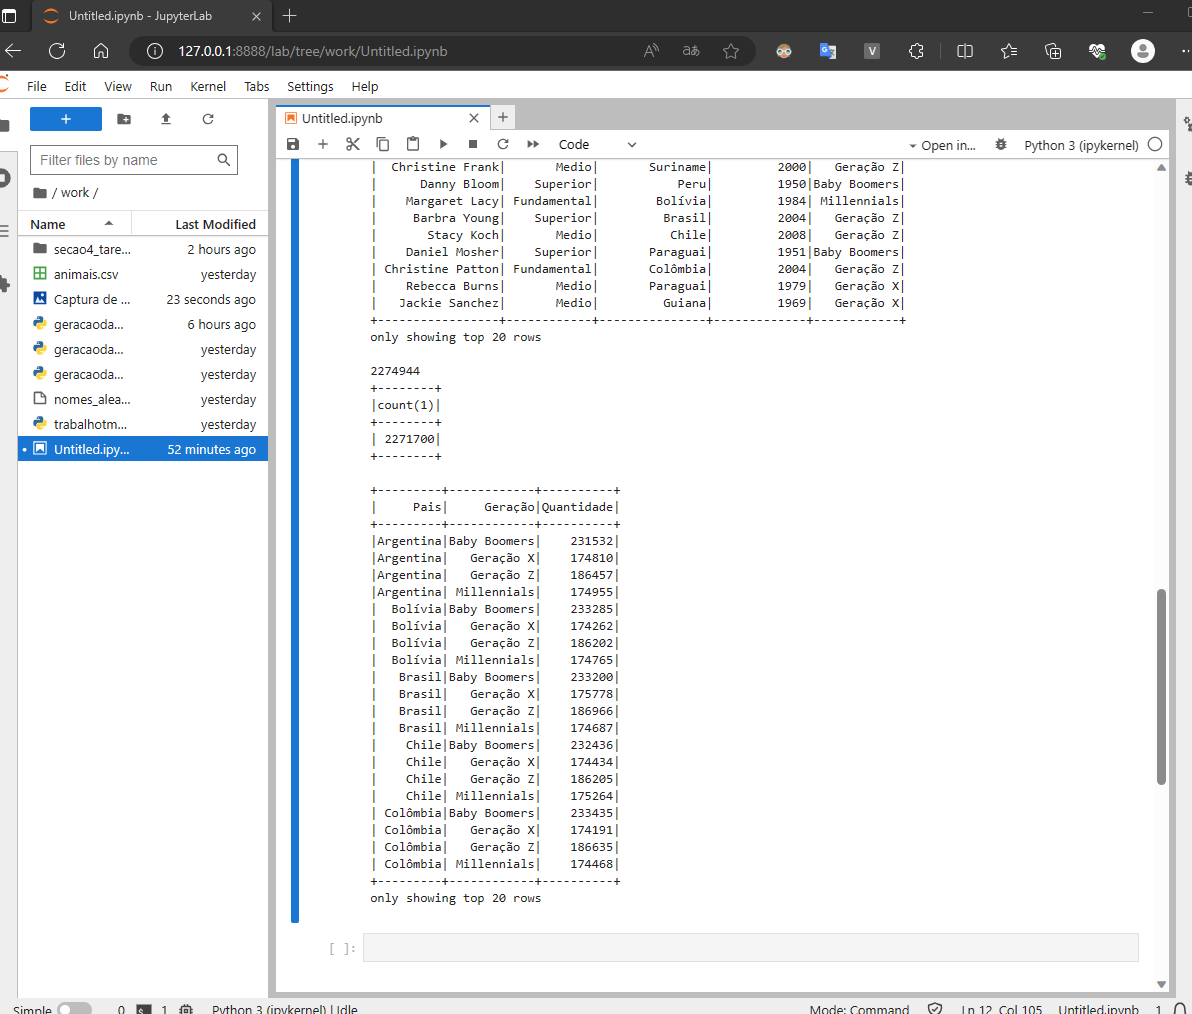 Untitled.ipynb - JupyterLab
127.0.0.1:8888/lab/tree/work/Untitled.ipynb
File Edit View Run Kernel Tabs Settings Help
Filter files by name
/ work /
Name Last Modified
secao4_tare... 2 hours ago
animais.csv yesterday
Captura de ... 23 seconds ago
geracaoda... 6 hours ago
geracaoda... yesterday
geracaoda... yesterday
nomes_alea... yesterday
trabalhotm... yesterday
Untitled.ipy... 52 minutes ago
Untitled.ipynb
Code Open in... Python 3 (ipykernel)
| Christine Frank| Medio| Suriname| 2000| Geração Z|
| Danny Bloom| Superior| Peru| 1950|Baby Boomers|
| Margaret Lacy| Fundamental| Bolívia| 1984| Millennials|
| Barbra Young| Superior| Brasil| 2004| Geração Z|
| Stacy Koch| Medio| Chile| 2008| Geração Z|
| Daniel Mosher| Superior| Paraguai| 1951|Baby Boomers|
| Christine Patton| Fundamental| Colômbia| 2004| Geração Z|
| Rebecca Burns| Medio| Paraguai| 1979| Geração X|
| Jackie Sanchez| Medio| Guiana| 1969| Geração X|
+-----------------+------------+---------------+-------------+------------+
only showing top 20 rows
2274944
+--------+
|count(1)|
+--------+
| 2271700|
+--------+
+---------+------------+----------+
| Pais| Geração|Quantidade|
+---------+------------+----------+
|Argentina|Baby Boomers| 231532|
|Argentina| Geração X| 174810|
|Argentina| Geração Z| 186457|
|Argentina| Millennials| 174955|
| Bolívia|Baby Boomers| 233285|
| Bolívia| Geração X| 174262|
| Bolívia| Geração Z| 186202|
| Bolívia| Millennials| 174765|
| Brasil|Baby Boomers| 233200|
| Brasil| Geração X| 175778|
| Brasil| Geração Z| 186966|
| Brasil| Millennials| 174687|
| Chile|Baby Boomers| 232436|
| Chile| Geração X| 174434|
| Chile| Geração Z| 186205|
| Chile| Millennials| 175264|
| Colômbia|Baby Boomers| 233435|
| Colômbia| Geração X| 174191|
| Colômbia| Geração Z| 186635|
| Colômbia| Millennials| 174468|
+---------+------------+----------+
only showing top 20 rows
[ ]:
Simple 0 1 Python 3 (ipykernel) | Idle Mode: Command Ln 12, Col 105 Untitled.ipynb 1